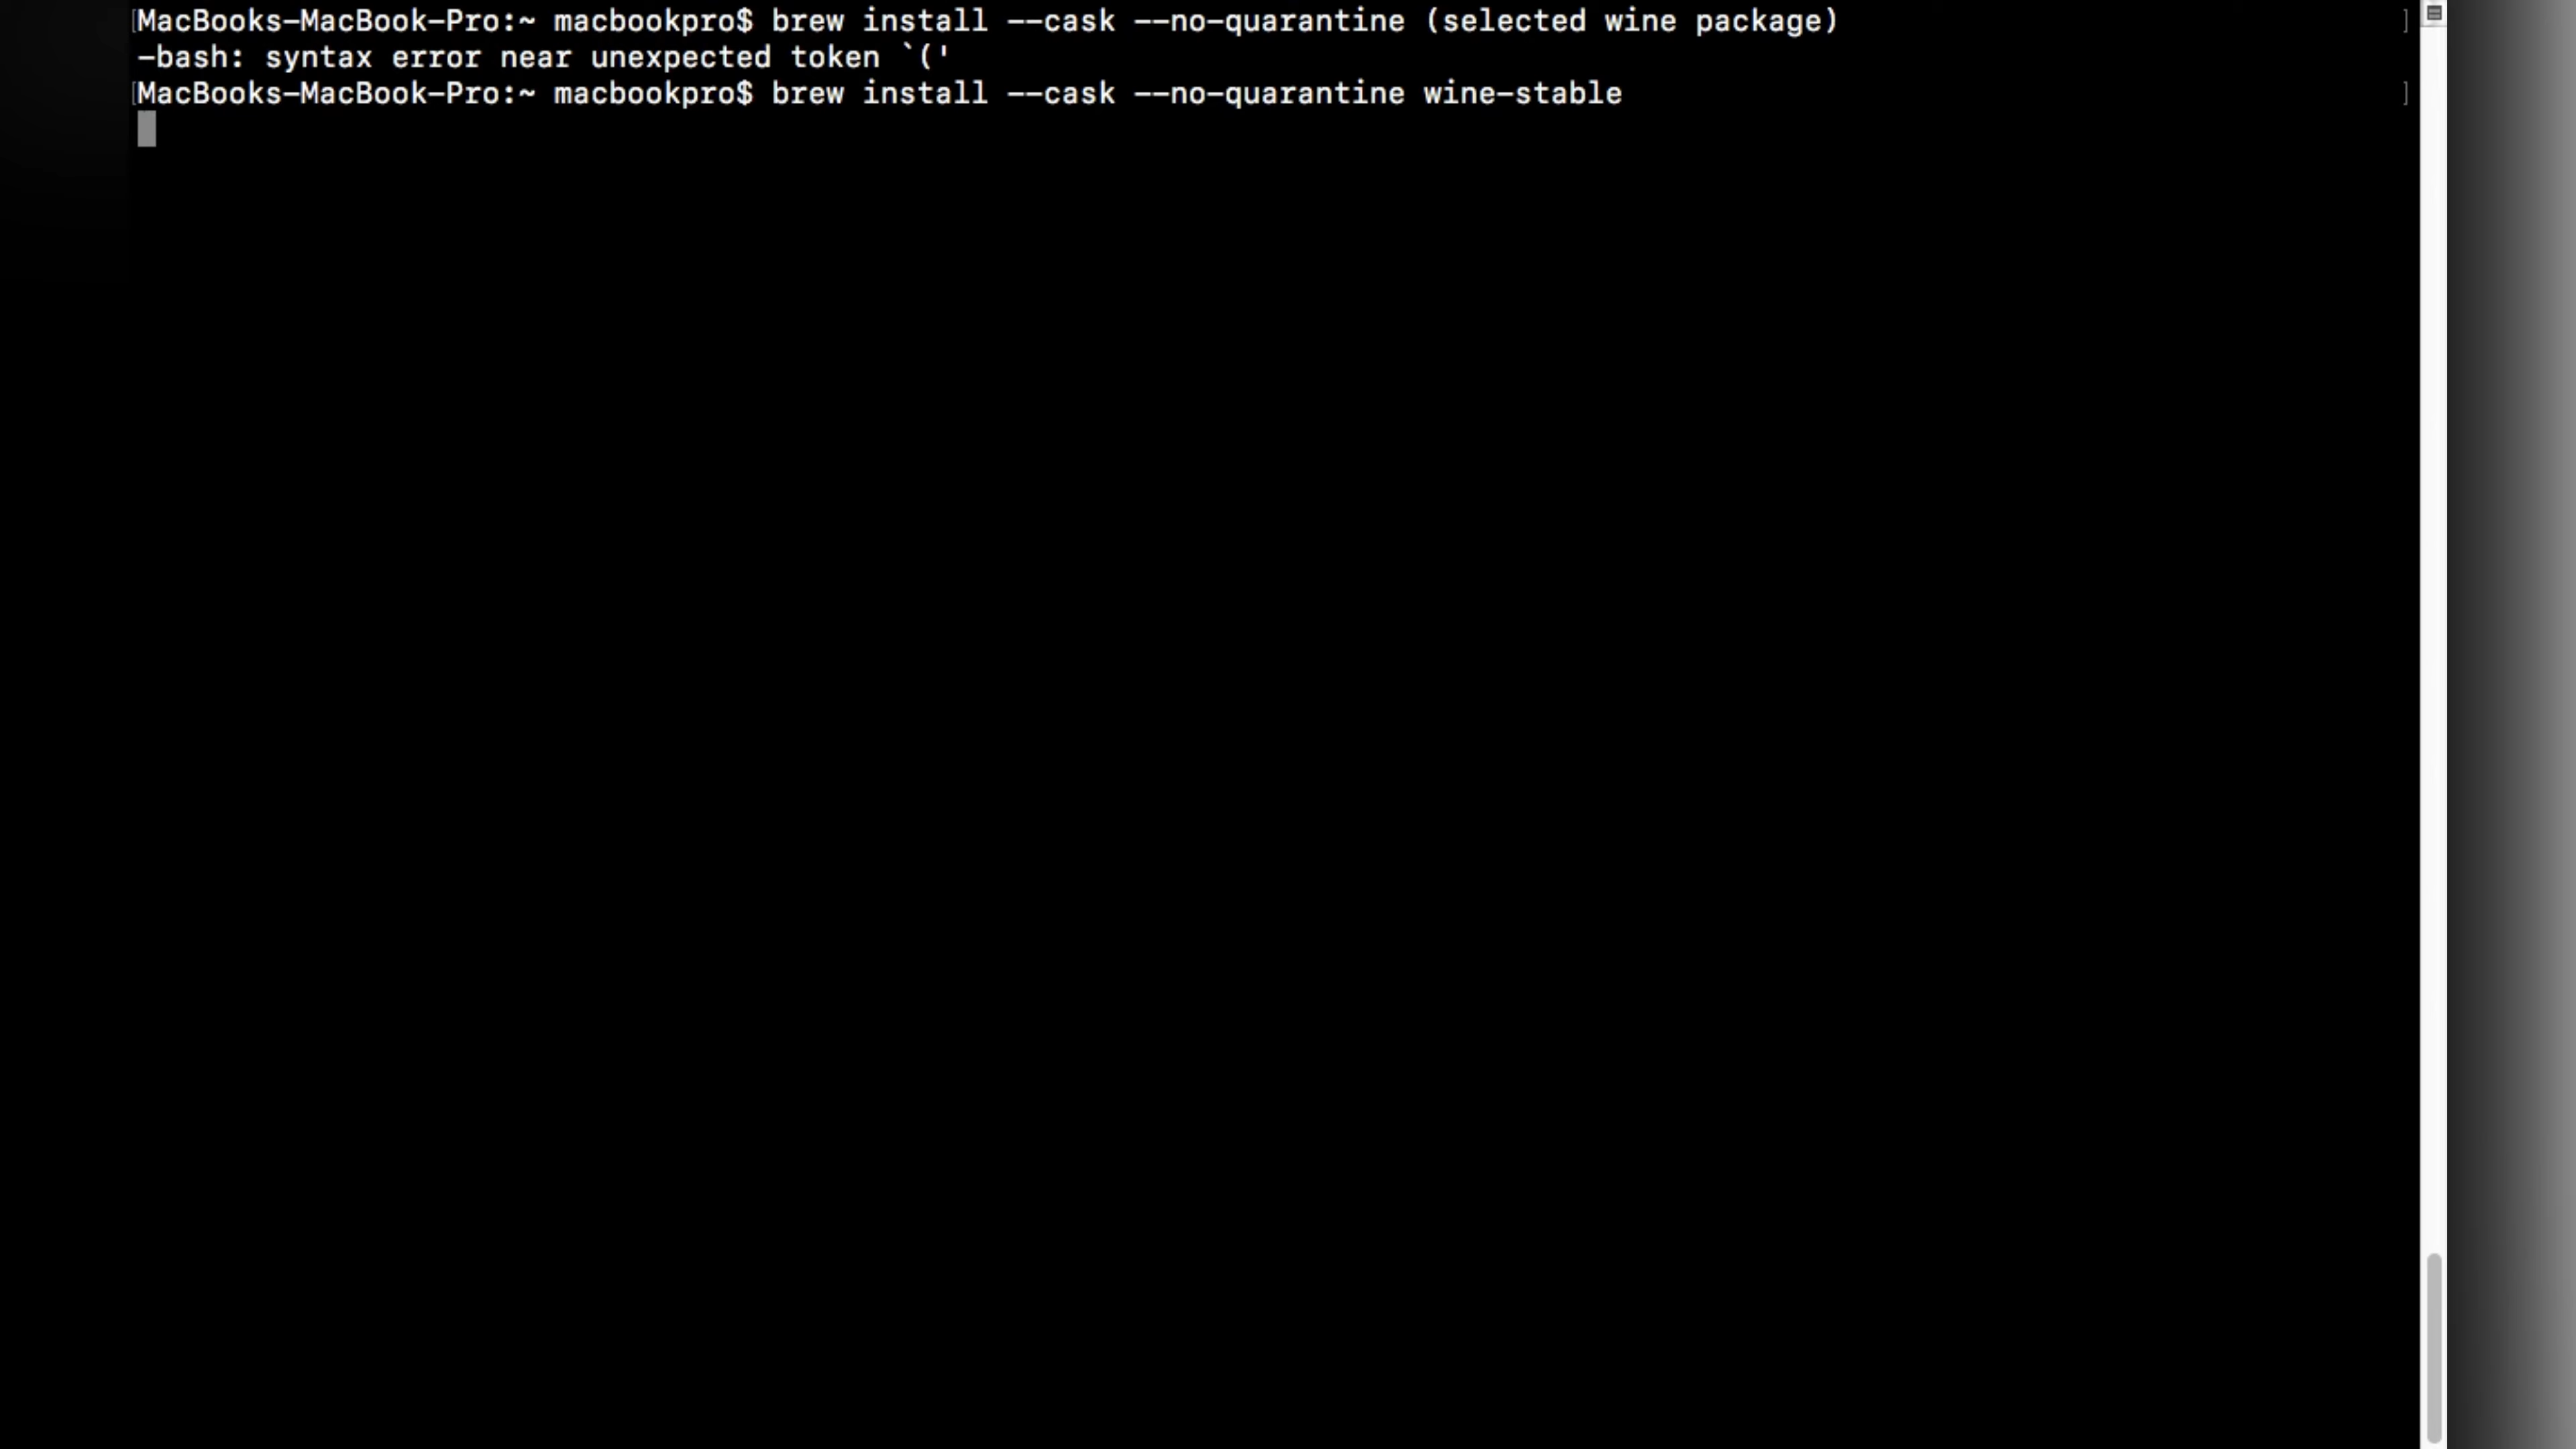 MacBooks-MacBook-Pro:~ macbookpro$ brew install --cask --no-quarantine (selected wine package)
-bash: syntax error near unexpected token `('
MacBooks-MacBook-Pro:~ macbookpro$ brew install --cask --no-quarantine wine-stable